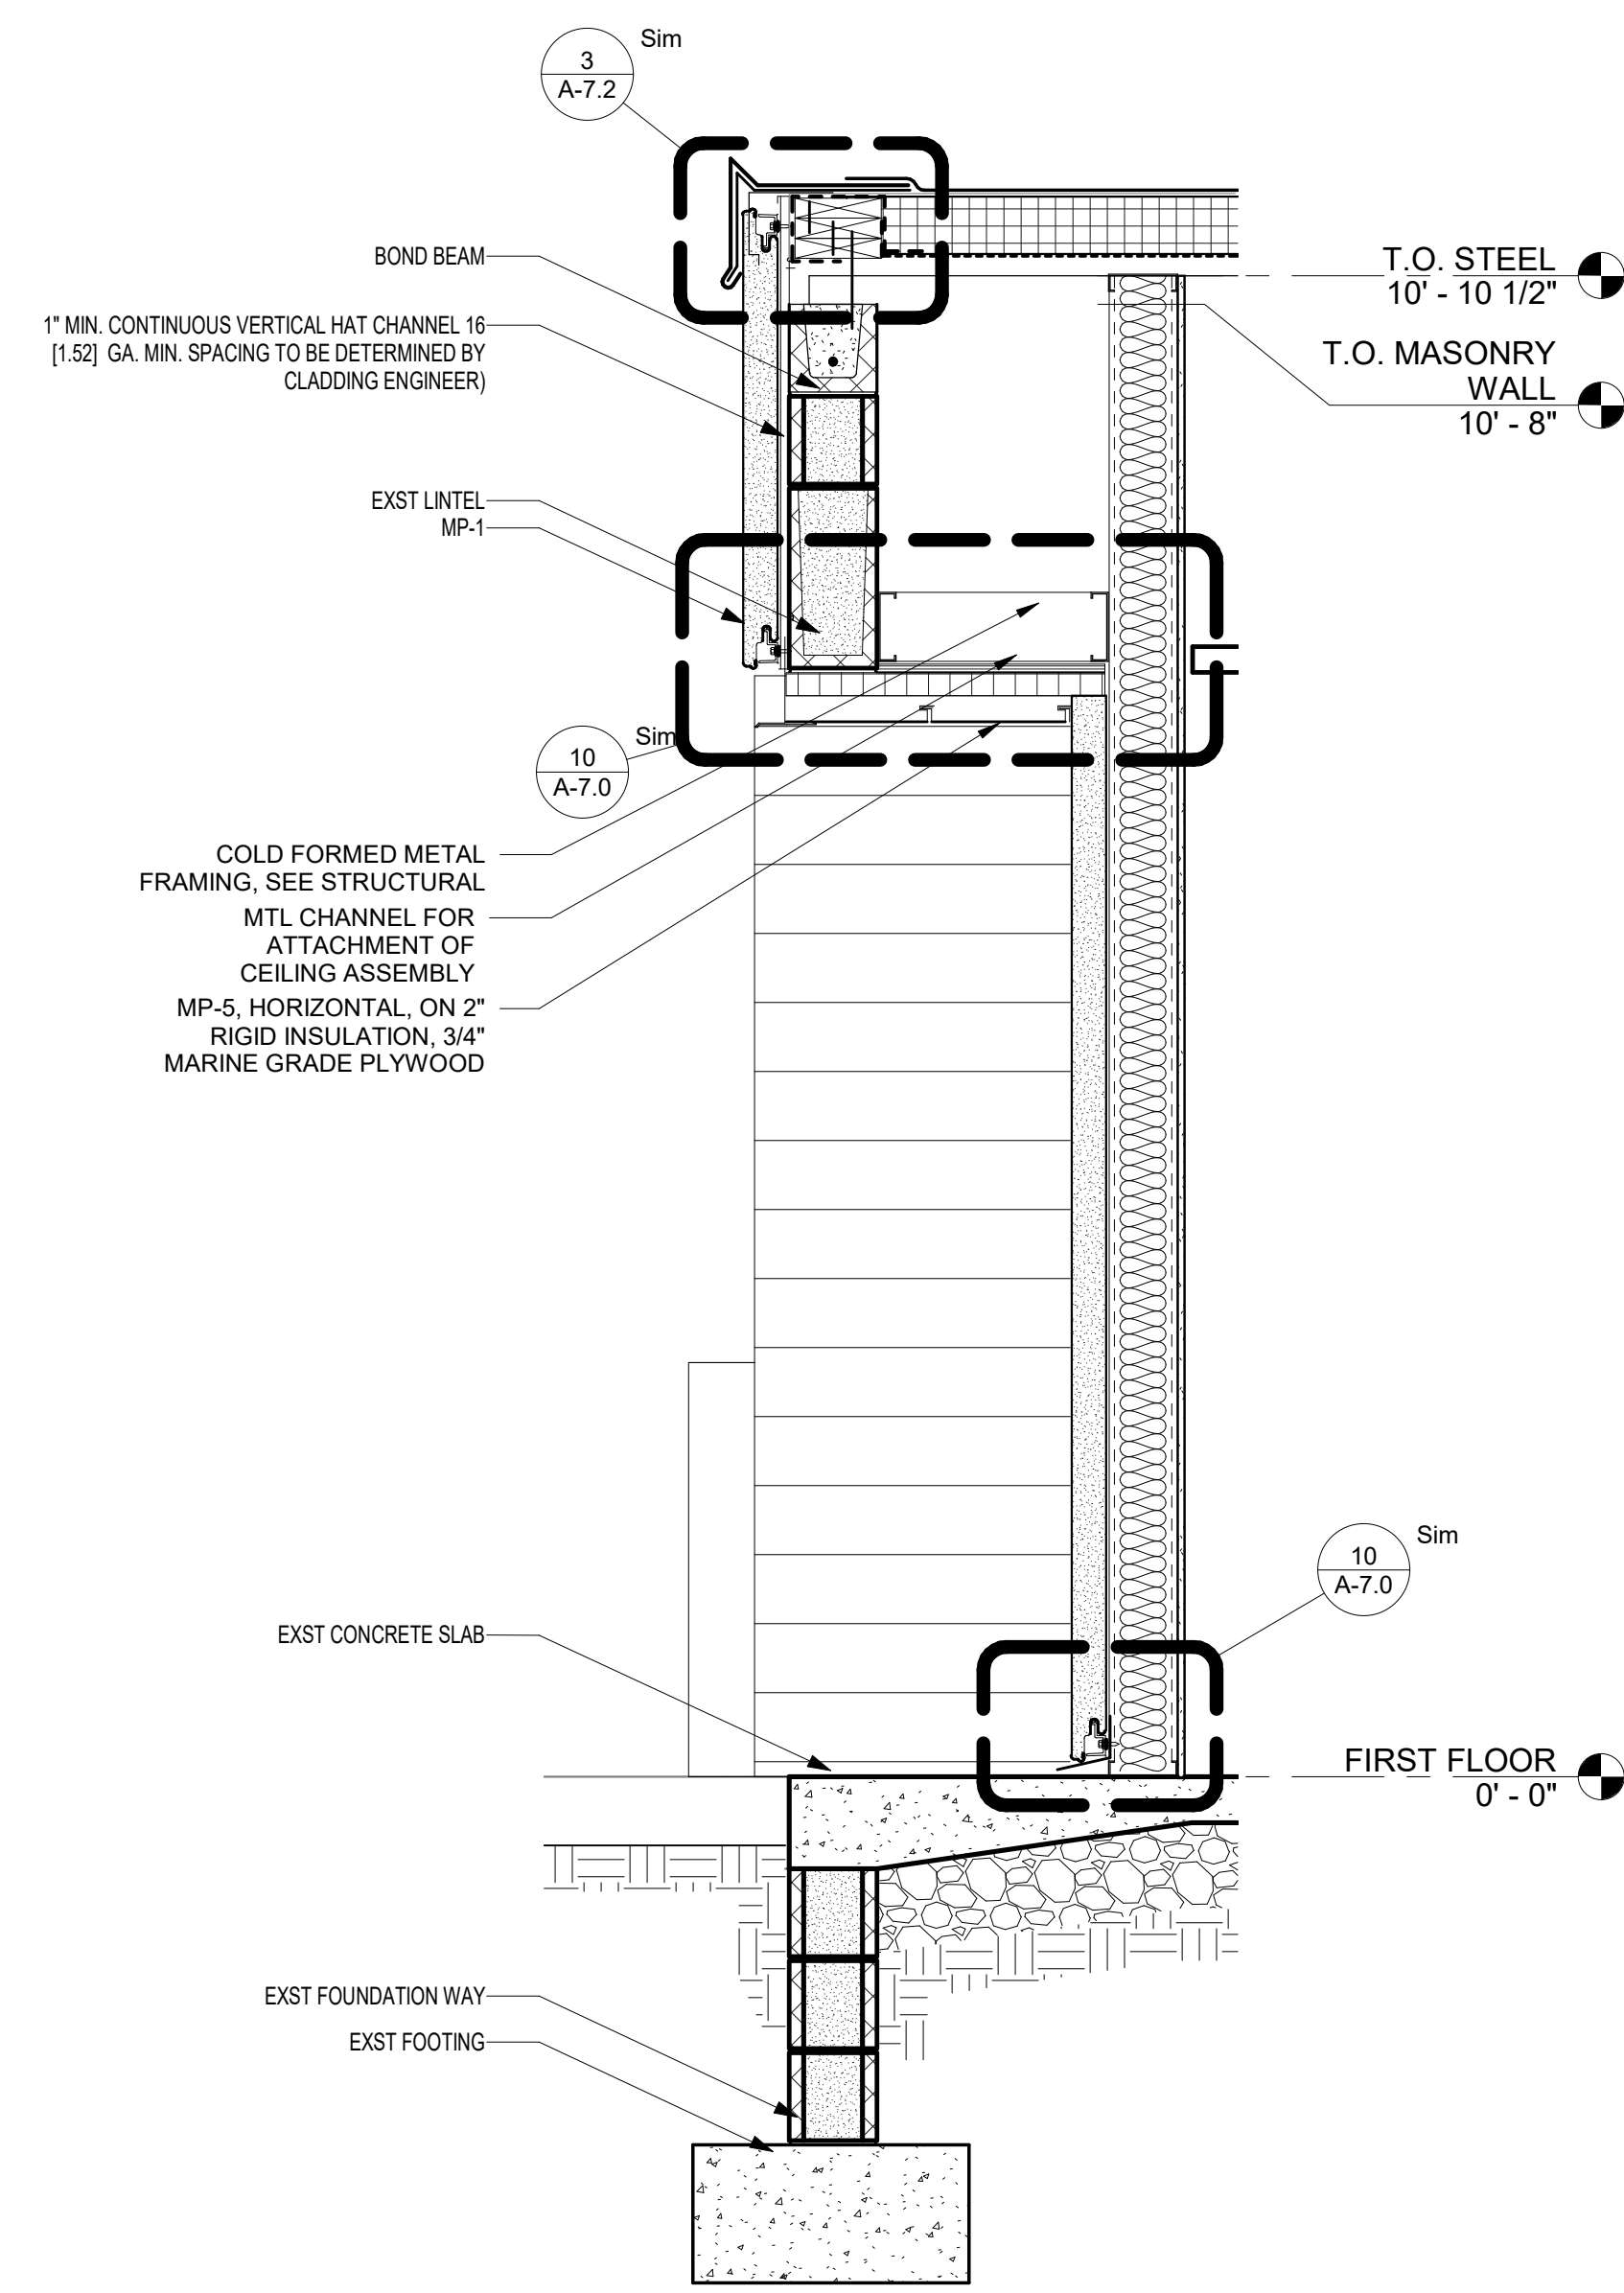 Sim
3
A-7.2
BOND BEAM
1" MIN. CONTINUOUS VERTICAL HAT CHANNEL 16
[1.52] GA. MIN. SPACING TO BE DETERMINED BY
CLADDING ENGINEER)
T.O. STEEL
10' - 10 1/2"
T.O. MASONRY
WALL
10' - 8"
EXST LINTEL
MP-1
Sim
10
A-7.0
COLD FORMED METAL
FRAMING, SEE STRUCTURAL
MTL CHANNEL FOR
ATTACHMENT OF
CEILING ASSEMBLY
MP-5, HORIZONTAL, ON 2"
RIGID INSULATION, 3/4"
MARINE GRADE PLYWOOD
Sim
10
A-7.0
EXST CONCRETE SLAB
FIRST FLOOR
0' - 0"
EXST FOUNDATION WAY
EXST FOOTING